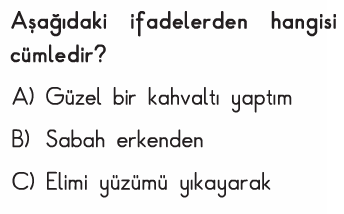 Aşağıdaki ifadelerden hangisi
cümledir?
A) Güzel bir kahvaltı yaptım
B) Sabah erkenden
C) Elimi yüzümü yıkayarak